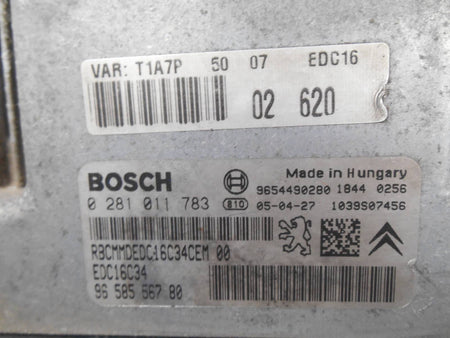 VAR: T1A7P 50 07 EDC16
02 620
BOSCH
Made in Hungary
9654490280 1844 0256
0 281 011 783 810 05-04-27 1039S07456
RBCMMDEDC16C34CEM 00
EDC16C34
96 585 567 80